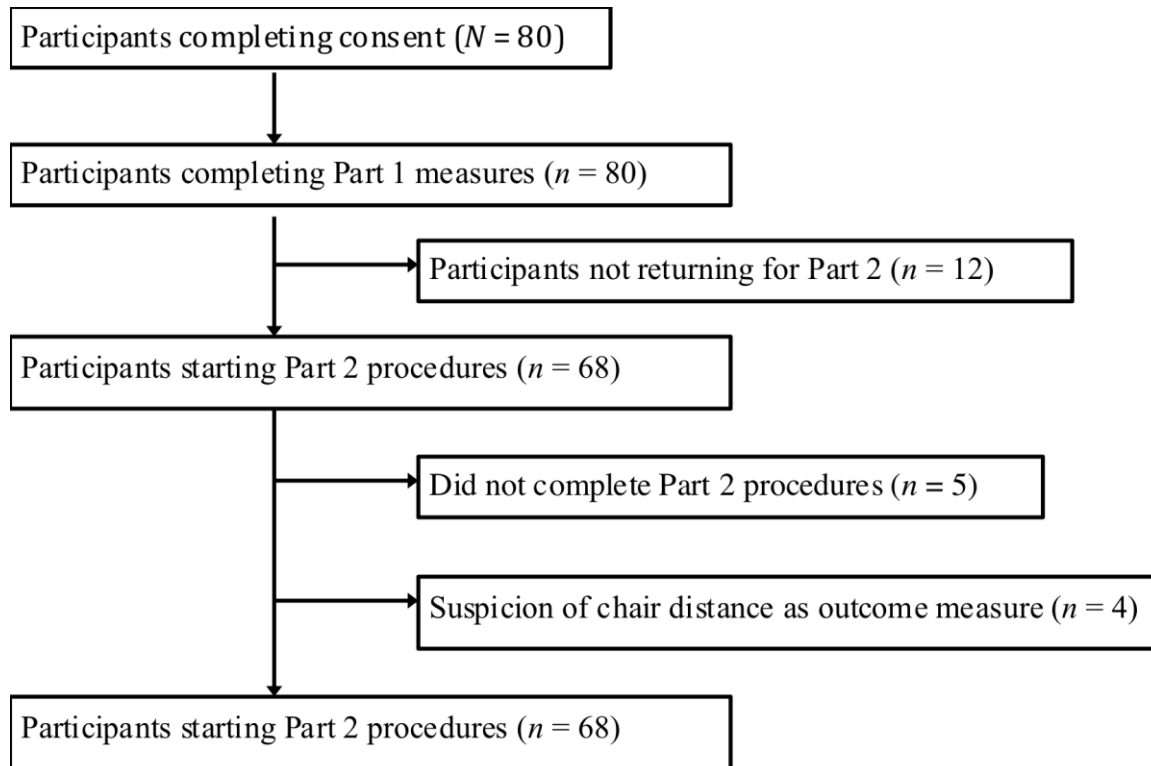 Participants completing consent (N = 80)
Participants completing Part 1 measures (n = 80)
Participants not returning for Part 2 (n = 12)
Participants starting Part 2 procedures (n = 68)
Did not complete Part 2 procedures (n = 5)
Suspicion of chair distance as outcome measure (n = 4)
Participants starting Part 2 procedures (n = 68)